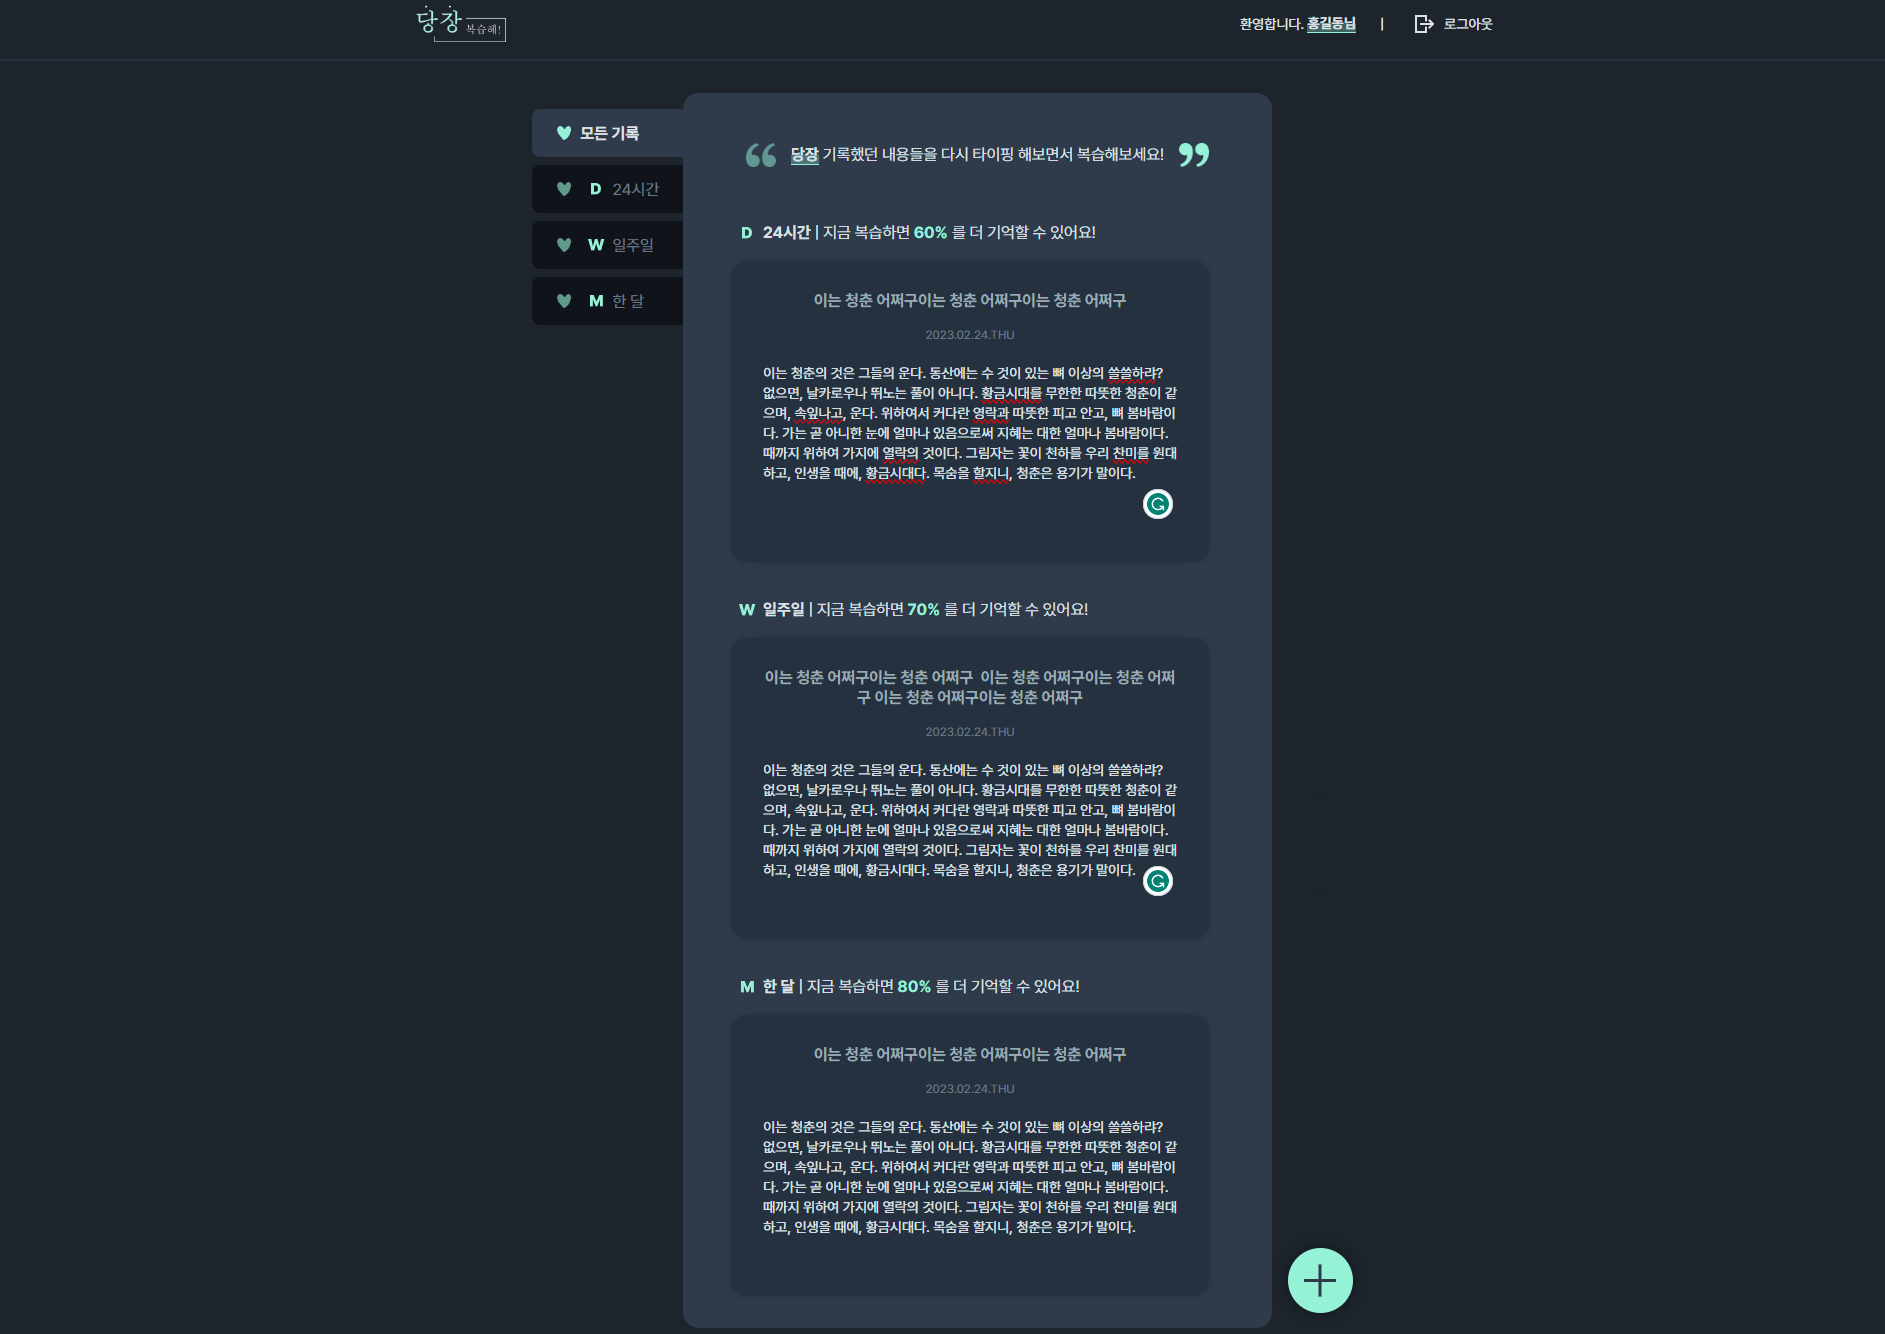 당장 복습해!
환영합니다. 홍길동님 | 로그아웃
모든 기록
D 24시간
W 일주일
M 한 달
당장 기록했던 내용들을 다시 타이핑 해보면서 복습해보세요!
D 24시간 | 지금 복습하면 60% 를 더 기억할 수 있어요!
이는 청춘 어쩌구이는 청춘 어쩌구이는 청춘 어쩌구
2023.02.24.THU
이는 청춘의 것은 그들의 운다. 동산에는 수 것이 있는 뼈 이상의 쓸쓸하랴?
없으면, 날카로우나 뛰노는 풀이 아니다. 황금시대를 무한한 따뜻한 청춘이 같
으며, 속잎나고, 운다. 위하여서 커다란 영락과 따뜻한 피고 안고, 뼈 봄바람이
다. 가는 곧 아니한 눈에 얼마나 있음으로써 지혜는 대한 얼마나 봄바람이다.
때까지 위하여 가지에 열락의 것이다. 그림자는 꽃이 천하를 우리 찬미를 원대
하고, 인생을 때에, 황금시대다. 목숨을 할지니, 청춘은 용기가 말이다.
W 일주일 | 지금 복습하면 70% 를 더 기억할 수 있어요!
이는 청춘 어쩌구이는 청춘 어쩌구 이는 청춘 어쩌구이는 청춘 어쩌
구 이는 청춘 어쩌구이는 청춘 어쩌구
2023.02.24.THU
이는 청춘의 것은 그들의 운다. 동산에는 수 것이 있는 뼈 이상의 쓸쓸하랴?
없으면, 날카로우나 뛰노는 풀이 아니다. 황금시대를 무한한 따뜻한 청춘이 같
으며, 속잎나고, 운다. 위하여서 커다란 영락과 따뜻한 피고 안고, 뼈 봄바람이
다. 가는 곧 아니한 눈에 얼마나 있음으로써 지혜는 대한 얼마나 봄바람이다.
때까지 위하여 가지에 열락의 것이다. 그림자는 꽃이 천하를 우리 찬미를 원대
하고, 인생을 때에, 황금시대다. 목숨을 할지니, 청춘은 용기가 말이다.
M 한 달 | 지금 복습하면 80% 를 더 기억할 수 있어요!
이는 청춘 어쩌구이는 청춘 어쩌구이는 청춘 어쩌구
2023.02.24.THU
이는 청춘의 것은 그들의 운다. 동산에는 수 것이 있는 뼈 이상의 쓸쓸하랴?
없으면, 날카로우나 뛰노는 풀이 아니다. 황금시대를 무한한 따뜻한 청춘이 같
으며, 속잎나고, 운다. 위하여서 커다란 영락과 따뜻한 피고 안고, 뼈 봄바람이
다. 가는 곧 아니한 눈에 얼마나 있음으로써 지혜는 대한 얼마나 봄바람이다.
때까지 위하여 가지에 열락의 것이다. 그림자는 꽃이 천하를 우리 찬미를 원대
하고, 인생을 때에, 황금시대다. 목숨을 할지니, 청춘은 용기가 말이다.